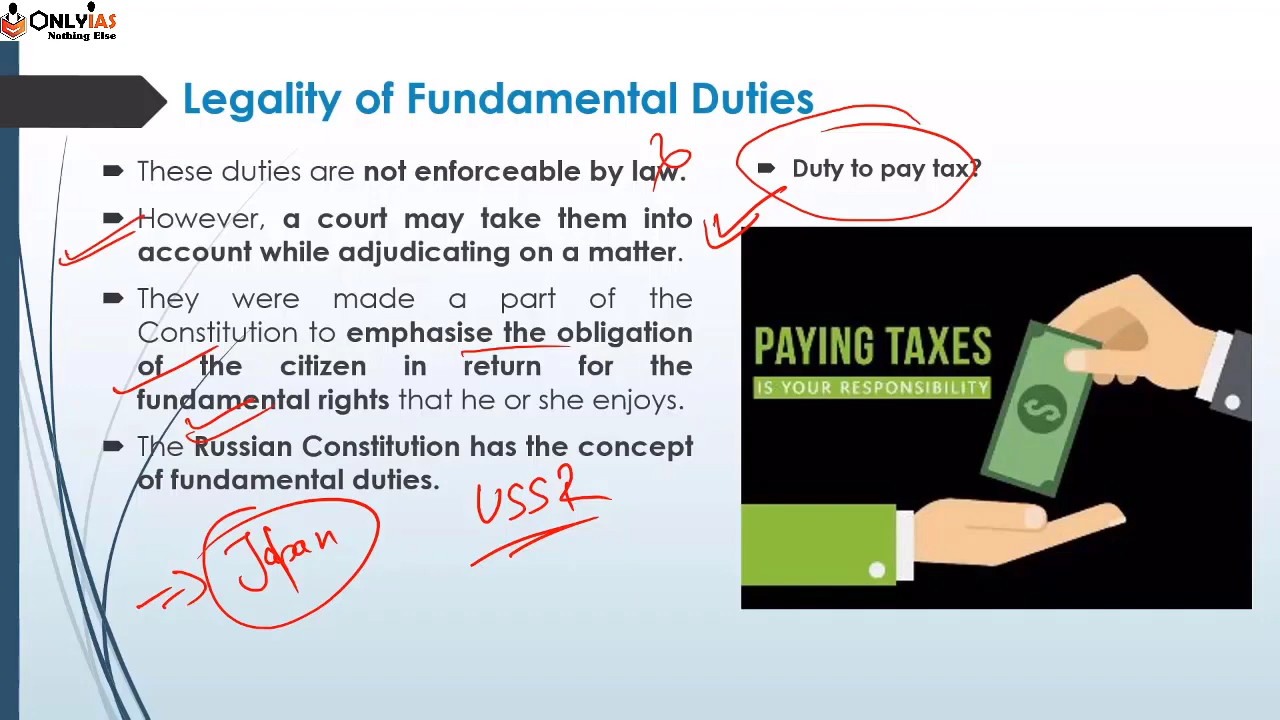 ONLYIAS
Nothing Else
Legality of Fundamental Duties
These duties are not enforceable by law.
However, a court may take them into
account while adjudicating on a matter.
They were made a part of the
Constitution to emphasise the obligation
of the citizen in return for the
fundamental rights that he or she enjoys.
The Russian Constitution has the concept
of fundamental duties.
USSR
Japan
Duty to pay tax?
PAYING TAXES
IS YOUR RESPONSIBILITY